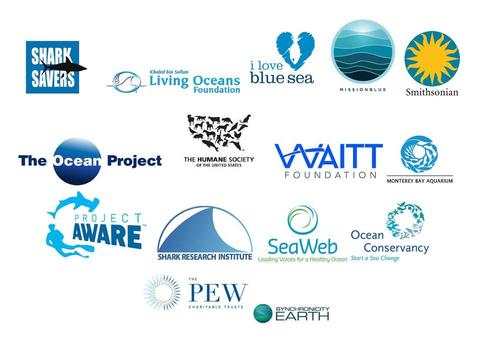 SHARK
SAVERS
Khaled bin Sultan
Living Oceans
Foundation
i love
blue sea
MISSIONBLUE
Smithsonian
The Ocean Project
THE HUMANE SOCIETY
OF THE UNITED STATES
WAITT
FOUNDATION
MONTEREY BAY AQUARIUM
PROJECT
AWARE
SHARK RESEARCH INSTITUTE
SeaWeb
Leading Voices for a Healthy Ocean
Ocean
Conservancy
Start a Sea Change
THE
PEW
CHARITABLE TRUSTS
SYNCHRONICITY
EARTH